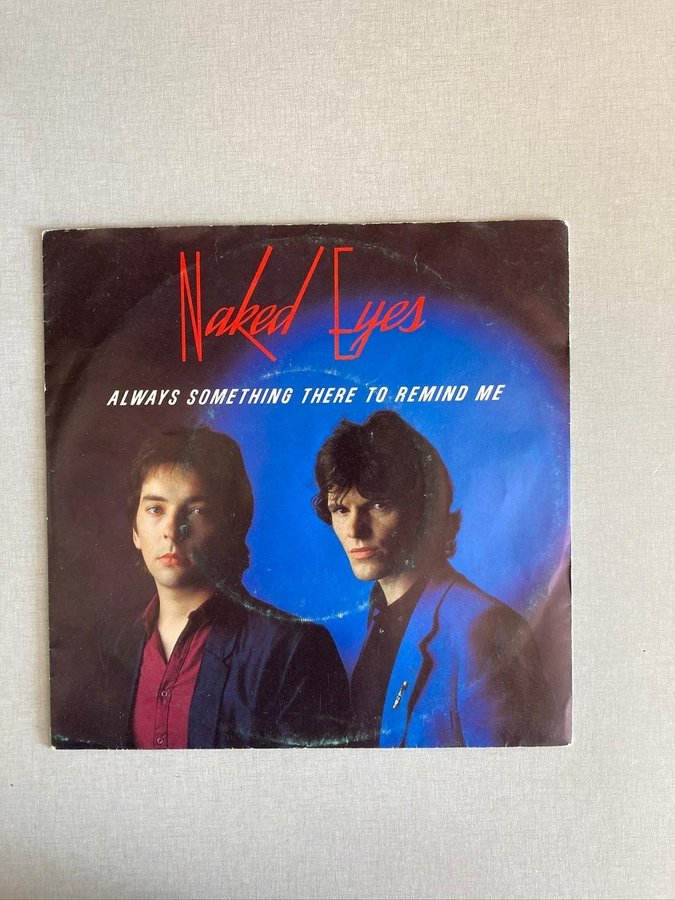 Naked Eyes
ALWAYS SOMETHING THERE TO REMIND ME